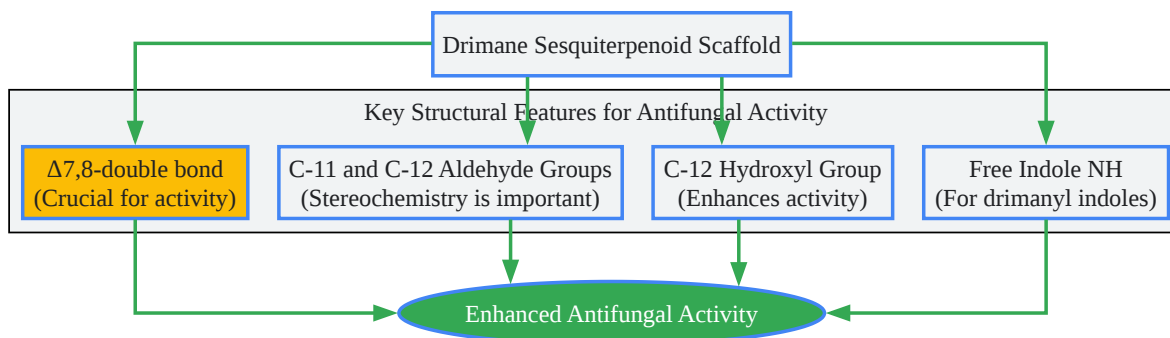 Drimane Sesquiterpenoid Scaffold
Key Structural Features for Antifungal Activity
Δ7,8-double bond
(Crucial for activity)
C-11 and C-12 Aldehyde Groups
(Stereochemistry is important)
C-12 Hydroxyl Group
(Enhances activity)
Free Indole NH
(For drimanyl indoles)
Enhanced Antifungal Activity